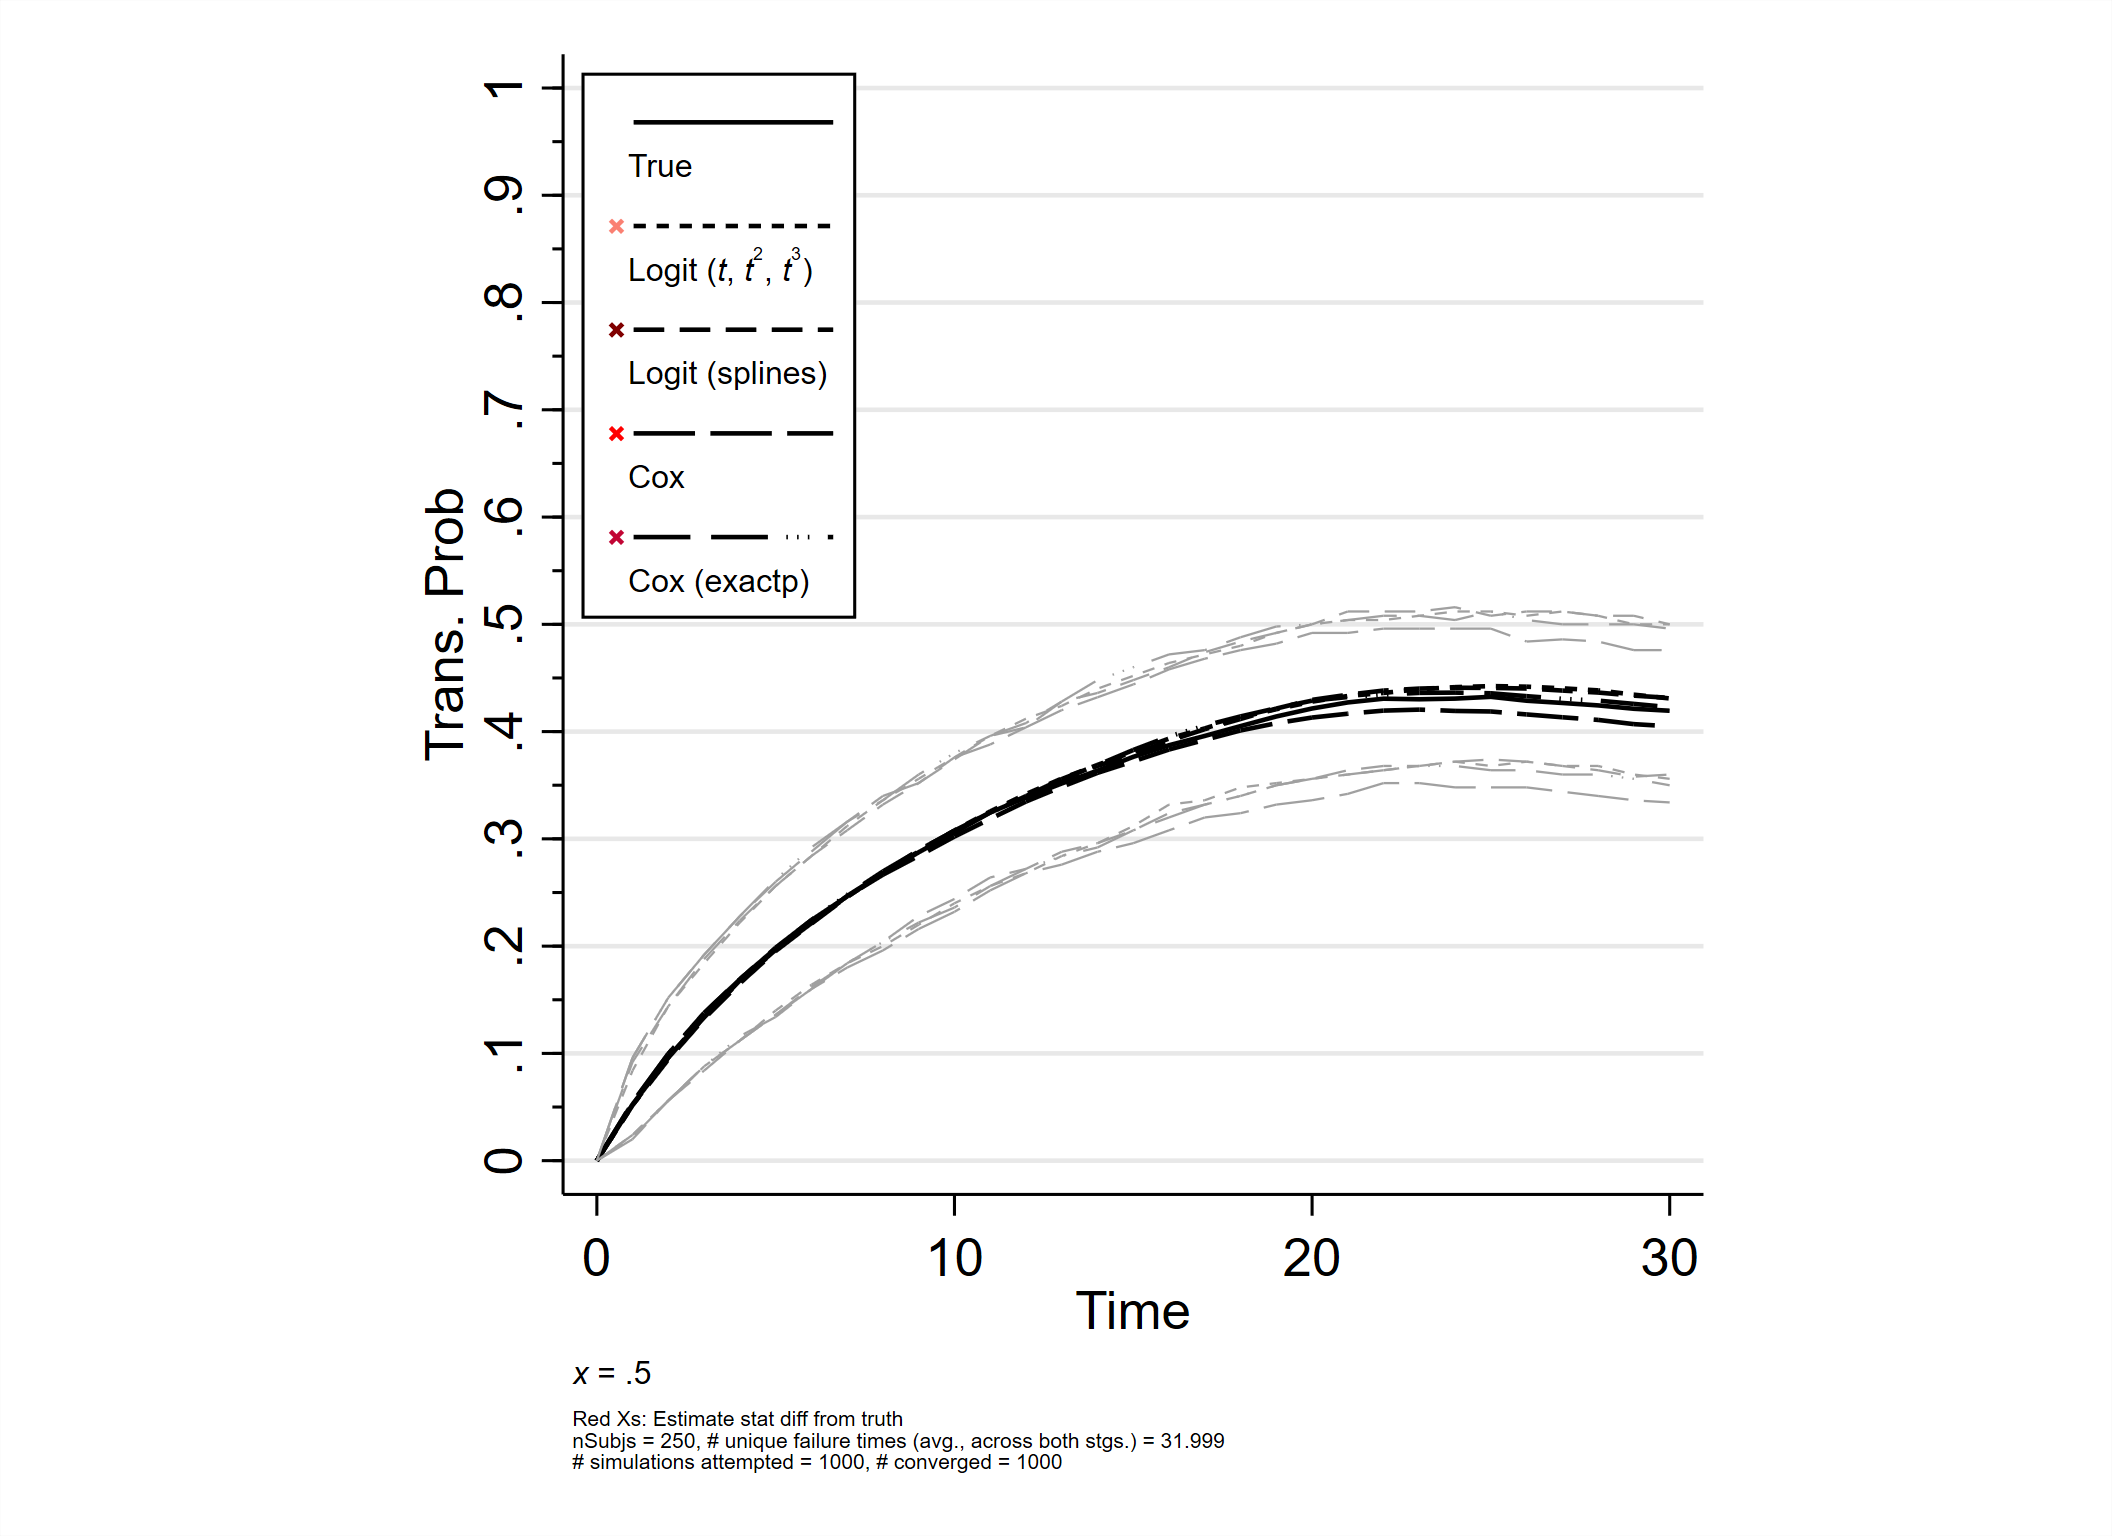 1
.9
.8
.7
.6
.5
.4
.3
.2
.1
0
Trans. Prob
True
Logit (t, t², t³)
Logit (splines)
Cox
Cox (exactp)
0 10 20 30
Time
x = .5
Red Xs: Estimate stat diff from truth
nSubjs = 250, # unique failure times (avg., across both stgs.) = 31.999
# simulations attempted = 1000, # converged = 1000